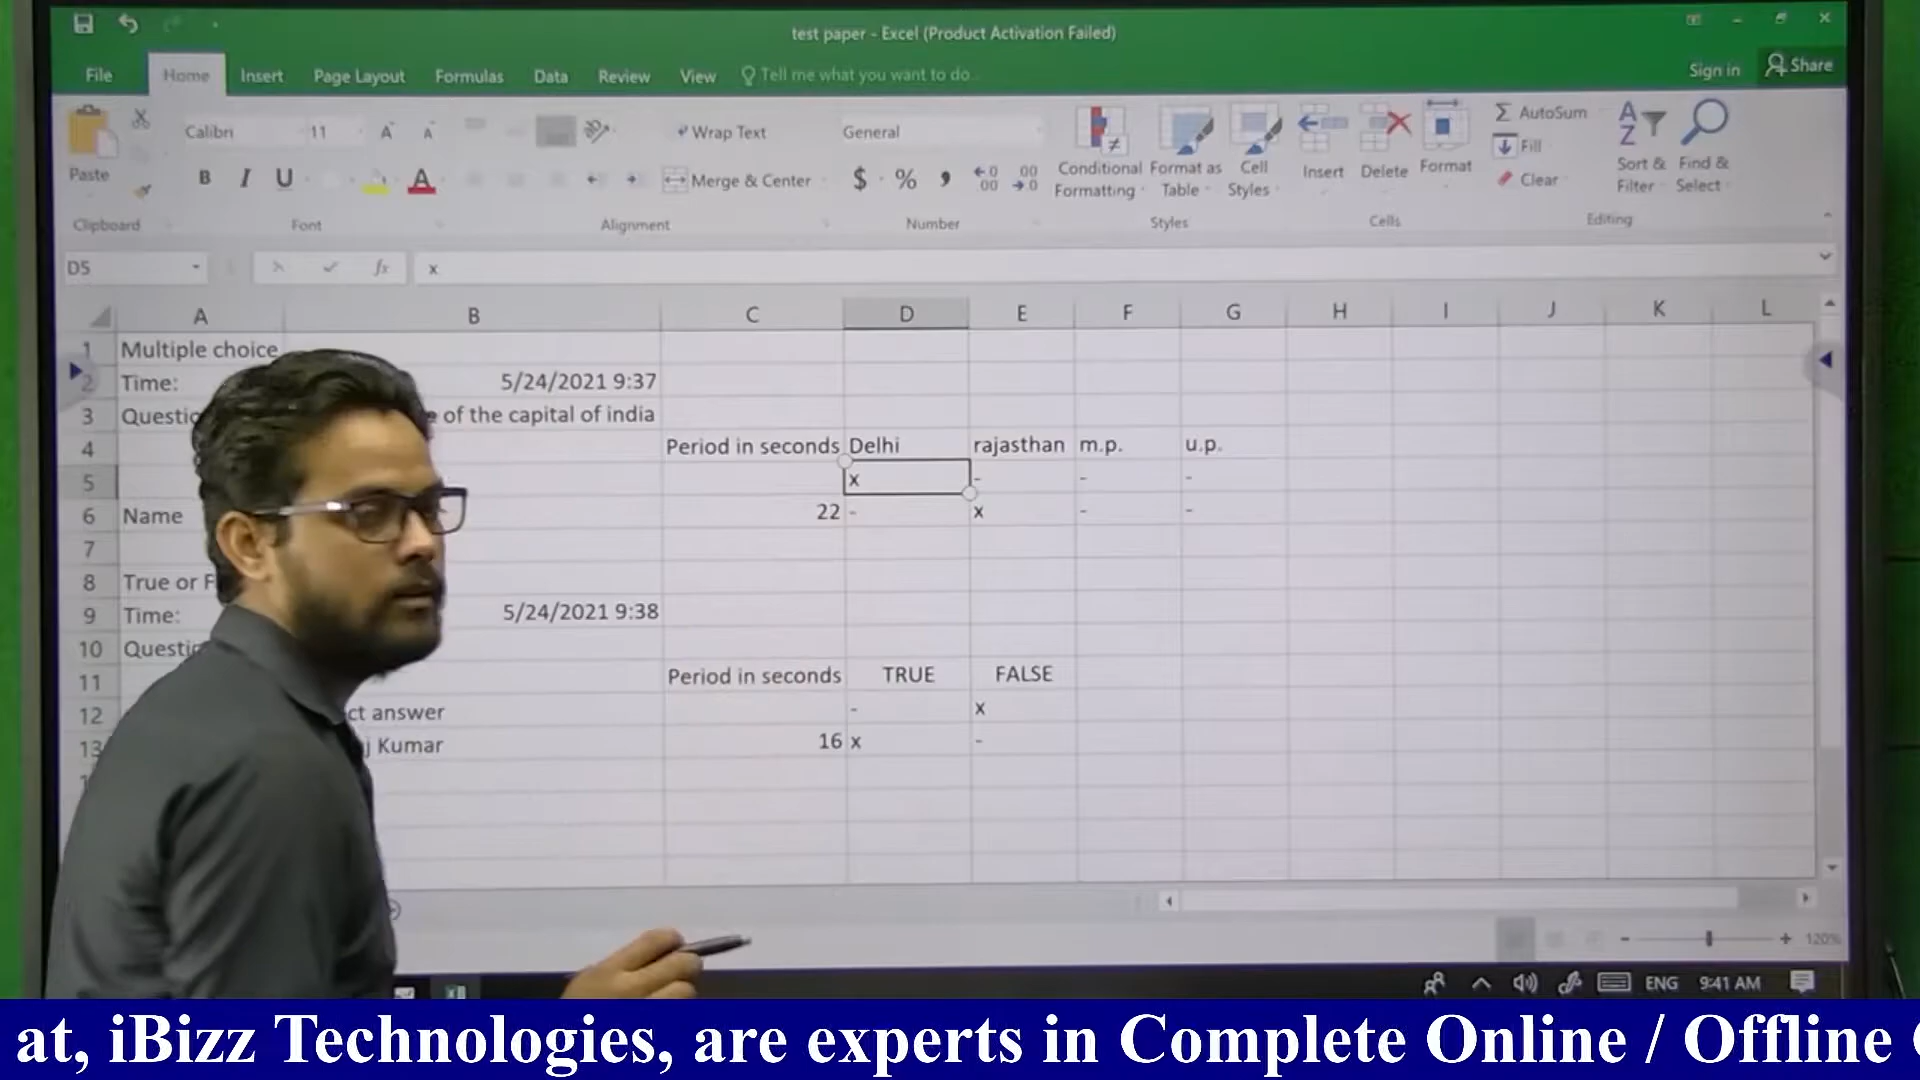 test paper - Excel (Product Activation Failed)
File Home Insert Page Layout Formulas Data Review View Tell me what you want to do... Sign in Share
Paste Calibri 11 Wrap Text General Conditional Formatting Format as Table Cell Styles Insert Delete Format AutoSum Fill Clear Sort & Filter Find & Select
B I U A Merge & Center $ % ,
Clipboard Font Alignment Number Styles Cells Editing
D5 fx x
A B C D E F G H I J K L
1 Multiple choice
2 Time: 5/24/2021 9:37
3 Questio e of the capital of india
4 Period in seconds Delhi rajasthan m.p. u.p.
5 x - - -
6 Name 22 - x - -
7
8 True or F
9 Time: 5/24/2021 9:38
10 Questio
11 Period in seconds TRUE FALSE
12 ct answer - x
13 j Kumar 16 x -
120%
ENG 9:41 AM
at, iBizz Technologies, are experts in Complete Online / Offline